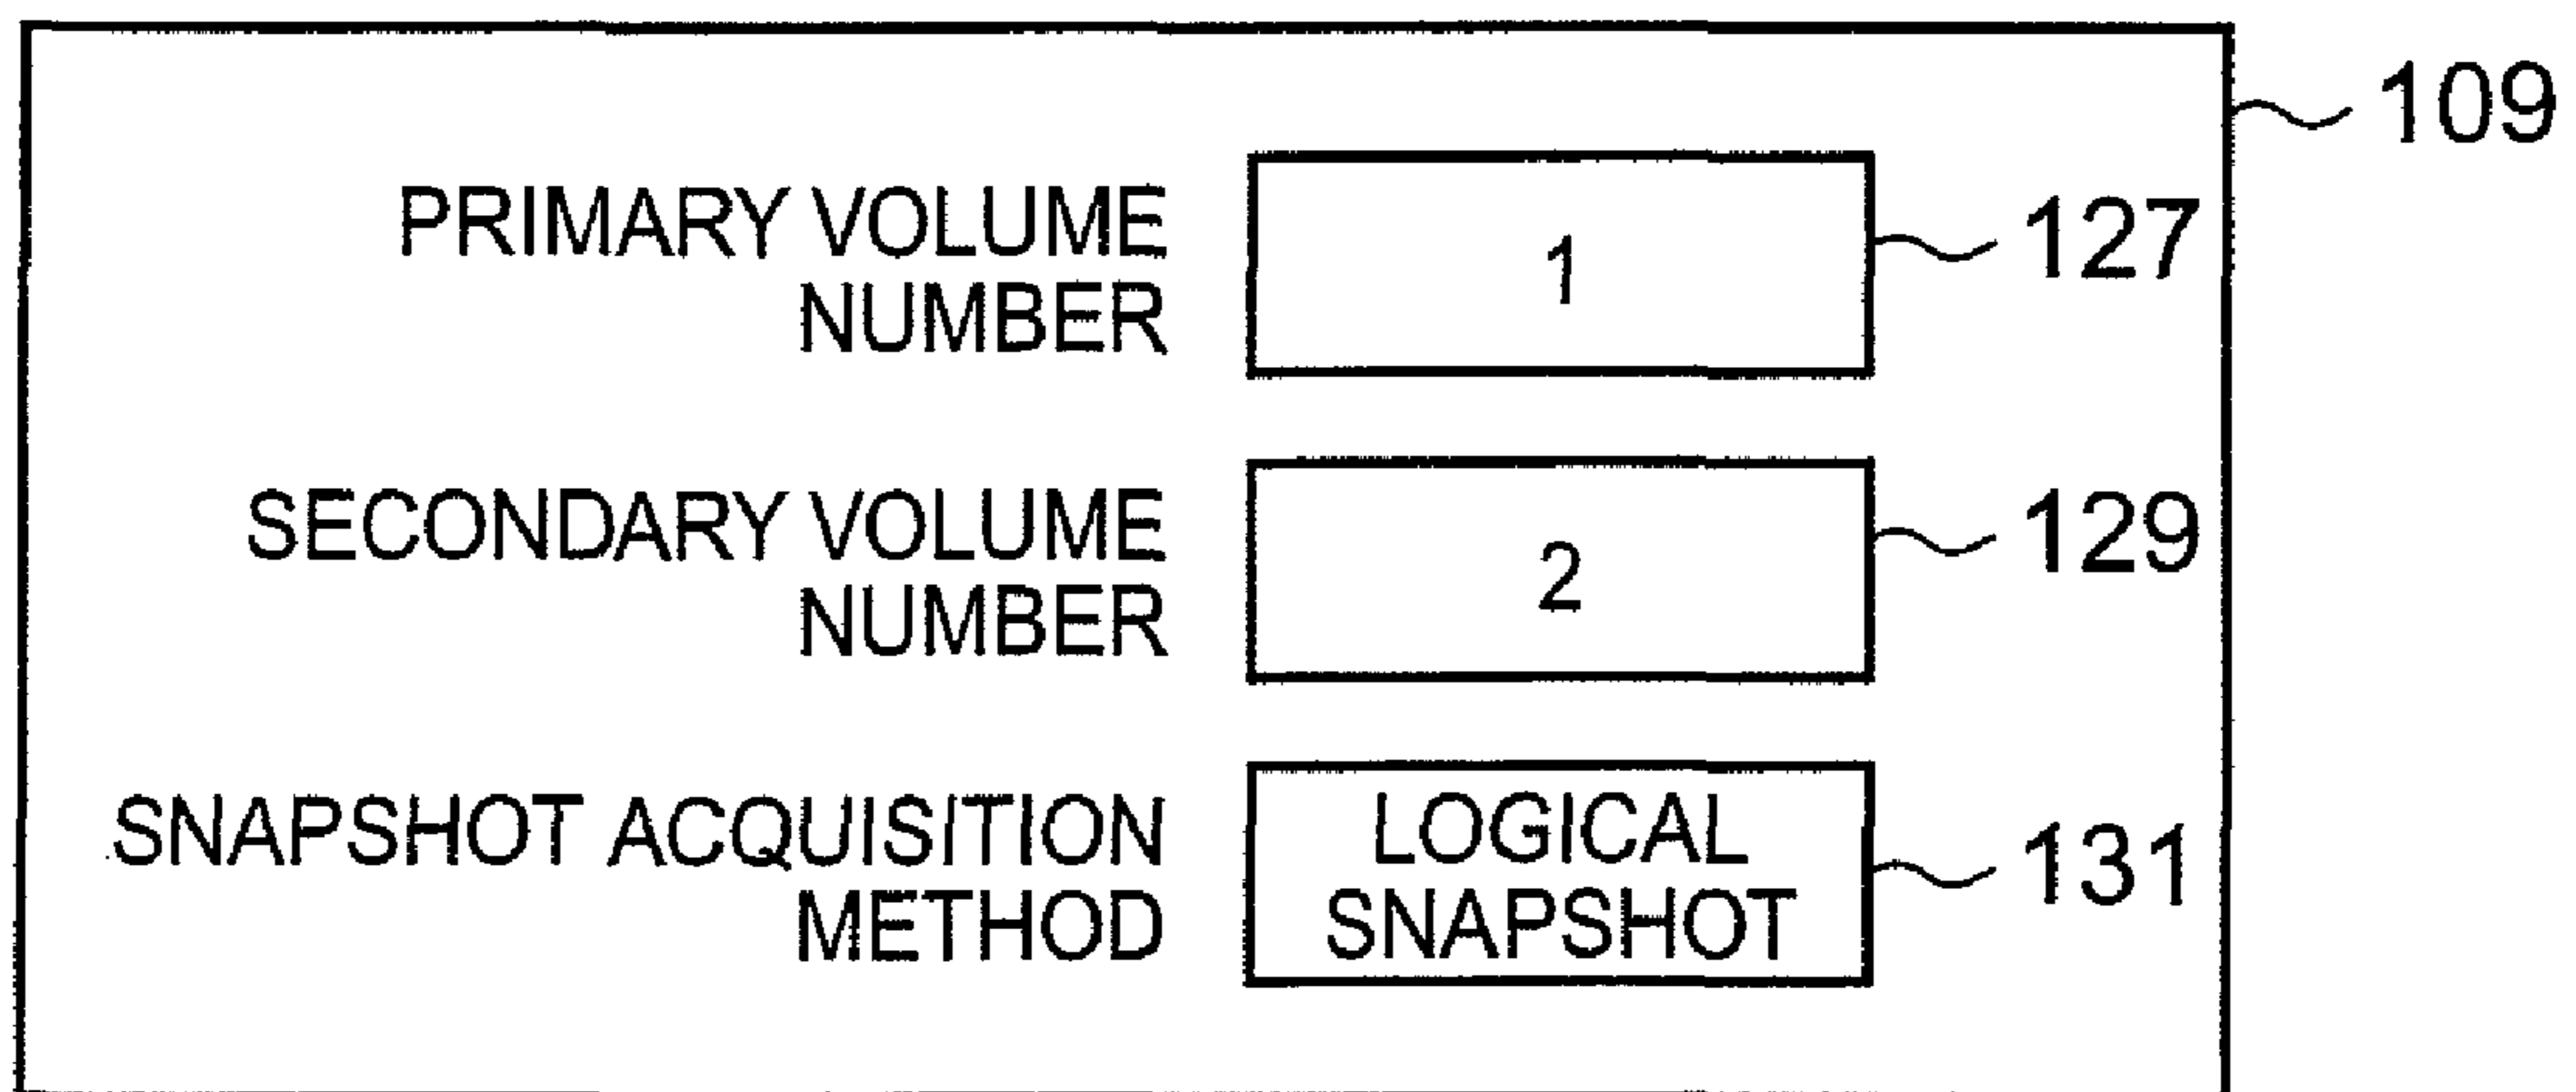 109
PRIMARY VOLUME
NUMBER
1
127
SECONDARY VOLUME
NUMBER
2
129
SNAPSHOT ACQUISITION
METHOD
LOGICAL
SNAPSHOT
131